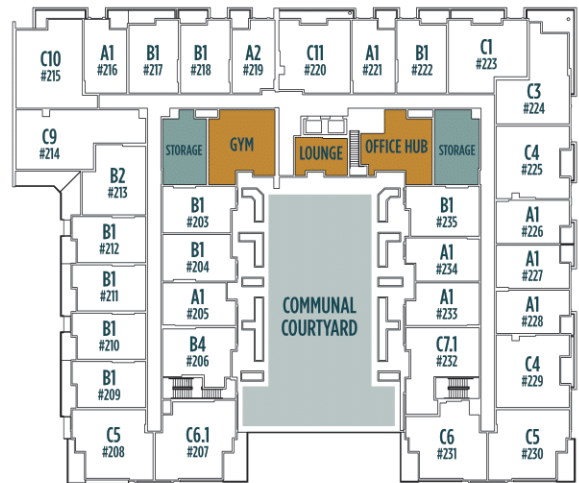 C10
#215
A1
#216
B1
#217
B1
#218
A2
#219
C11
#220
A1
#221
B1
#222
C1
#223
C3
#224
C9
#214
STORAGE
GYM
LOUNGE
OFFICE HUB
STORAGE
C4
#225
B2
#213
B1
#203
B1
#235
A1
#226
B1
#212
B1
#204
A1
#234
A1
#227
B1
#211
A1
#205
COMMUNAL
COURTYARD
A1
#233
A1
#228
B1
#210
B4
#206
C7.1
#232
C4
#229
B1
#209
C5
#208
C6.1
#207
C6
#231
C5
#230